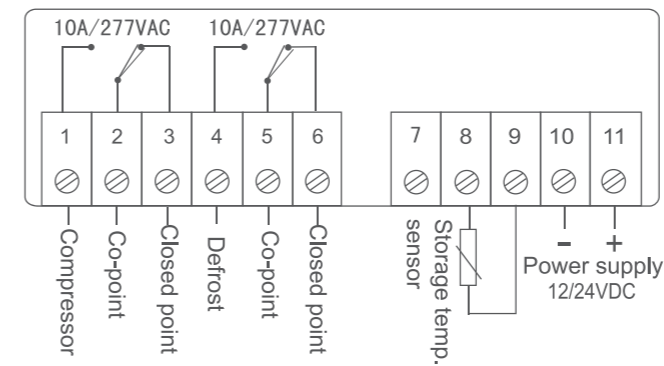 10A/277VAC 10A/277VAC
1 2 3 4 5 6 7 8 9 10 11
Compressor
Co-point
Closed point
Defrost
Co-point
Closed point
Storage temp.
sensor
- +
Power supply
12/24VDC